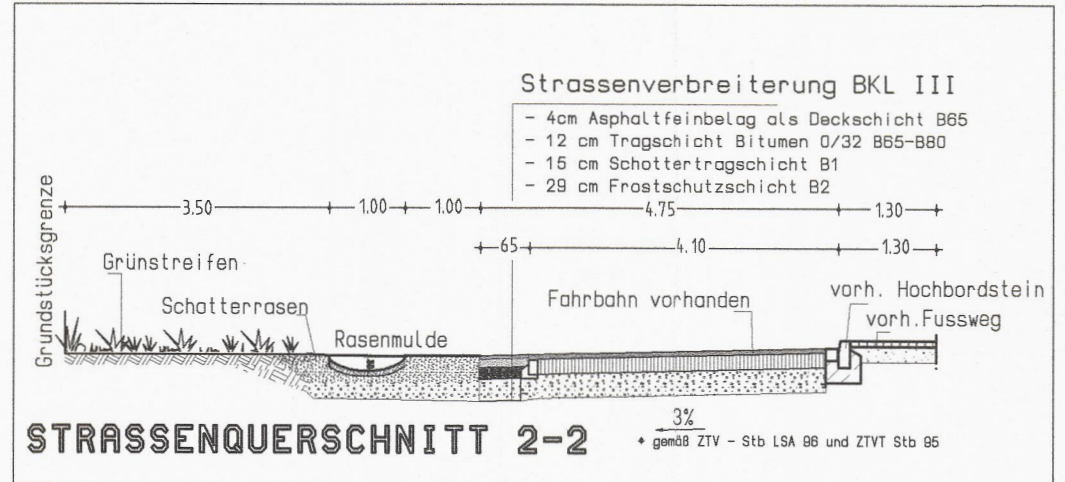 Strassenverbreiterung BKL III
- 4cm Asphaltfeinbelag als Deckschicht B65
- 12 cm Tragschicht Bitumen 0/32 B65-B80
- 15 cm Schottertragschicht B1
- 29 cm Frostschutzschicht B2
Grundstücksgrenze
3.50 1.00 1.00 4.75 1.30
65 4.10 1.30
Grünstreifen
Schotterrasen
Rasenmulde
Fahrbahn vorhanden
vorh. Hochbordstein
vorh.Fussweg
STRASSENQUERSCHNITT 2-2
3%
* gemäß ZTV - Stb LSA 96 und ZTVT Stb 95